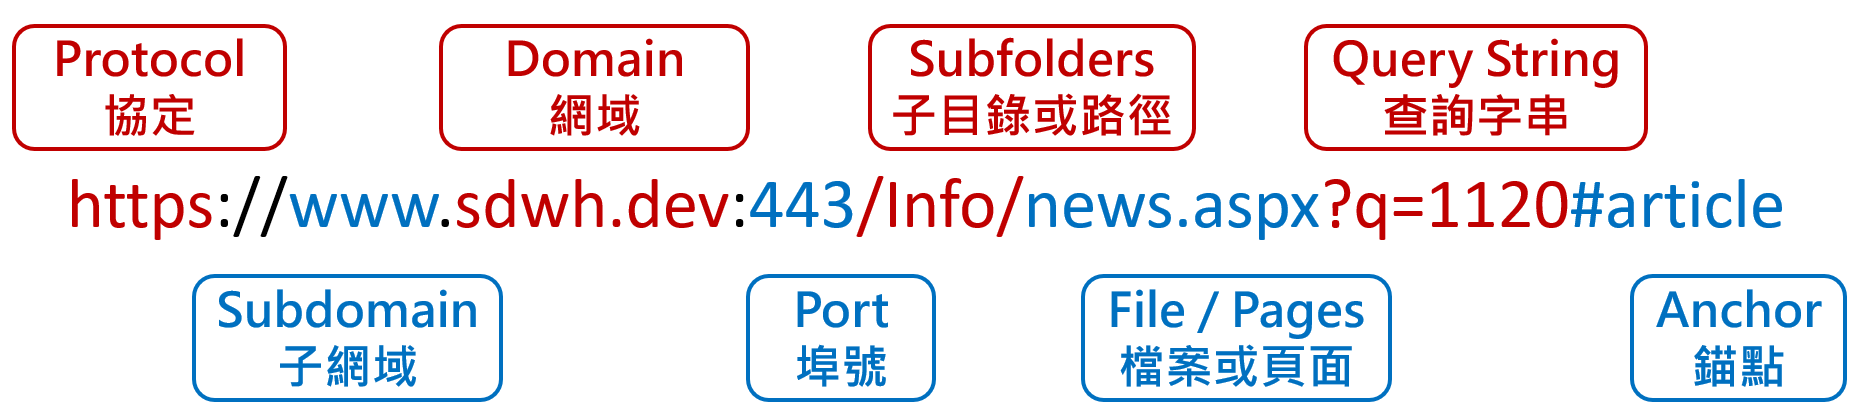 Protocol
協定
Domain
網域
Subfolders
子目錄或路徑
Query String
查詢字串
https://www.sdwh.dev:443/Info/news.aspx?q=1120#article
Subdomain
子網域
Port
埠號
File / Pages
檔案或頁面
Anchor
錨點